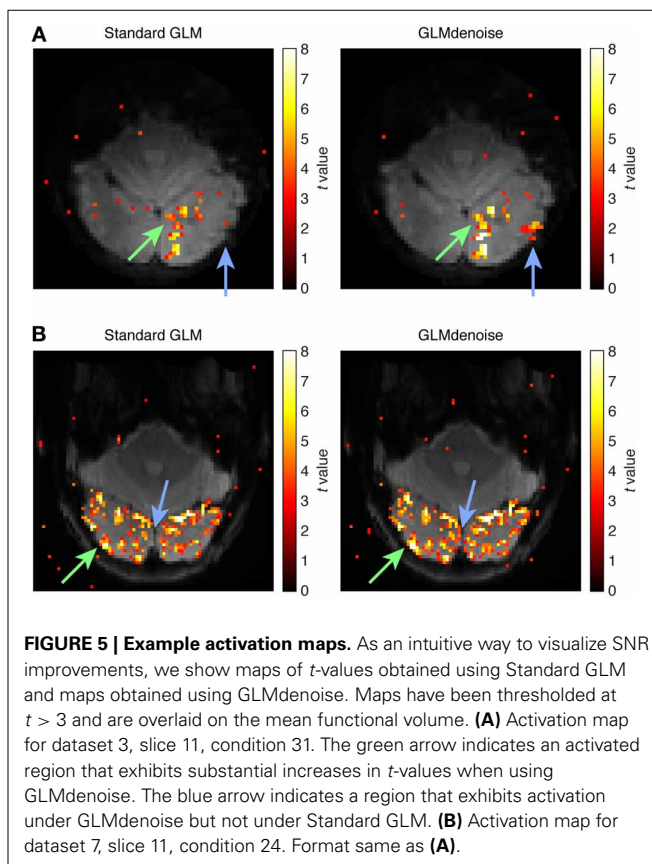 A
Standard GLM
GLMdenoise
8
7
6
5
4
3
2
1
0
t value
8
7
6
5
4
3
2
1
0
t value
B
Standard GLM
GLMdenoise
8
7
6
5
4
3
2
1
0
t value
8
7
6
5
4
3
2
1
0
t value
FIGURE 5 | Example activation maps. As an intuitive way to visualize SNR
improvements, we show maps of t-values obtained using Standard GLM
and maps obtained using GLMdenoise. Maps have been thresholded at
t > 3 and are overlaid on the mean functional volume. (A) Activation map
for dataset 3, slice 11, condition 31. The green arrow indicates an activated
region that exhibits substantial increases in t-values when using
GLMdenoise. The blue arrow indicates a region that exhibits activation
under GLMdenoise but not under Standard GLM. (B) Activation map for
dataset 7, slice 11, condition 24. Format same as (A).